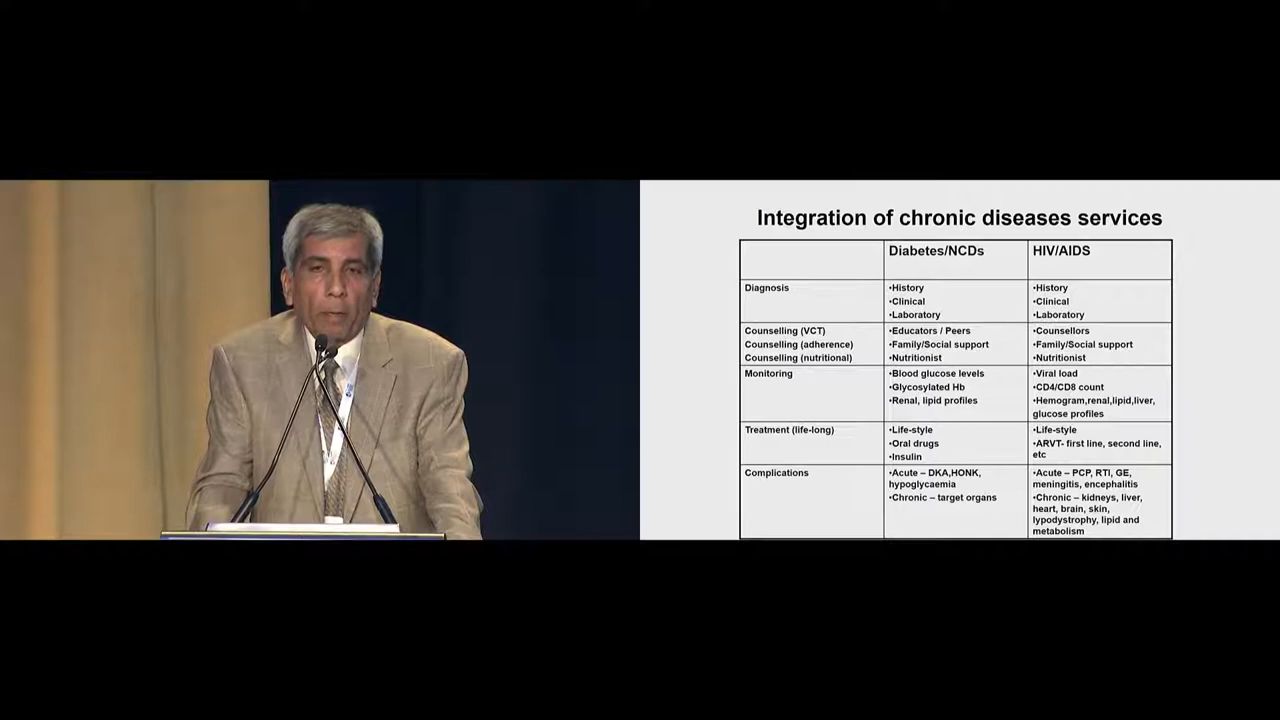 Integration of chronic diseases services
Diabetes/NCDs
HIV/AIDS
Diagnosis
•History
•Clinical
•Laboratory
•History
•Clinical
•Laboratory
Counselling (VCT)
Counselling (adherence)
Counselling (nutritional)
•Educators / Peers
•Family/Social support
•Nutritionist
•Counsellors
•Family/Social support
•Nutritionist
Monitoring
•Blood glucose levels
•Glycosylated Hb
•Renal, lipid profiles
•Viral load
•CD4/CD8 count
•Hemogram,renal,lipid,liver,
glucose profiles
Treatment (life-long)
•Life-style
•Oral drugs
•Insulin
•Life-style
•ARVT- first line, second line,
etc
Complications
•Acute – DKA,HONK,
hypoglycaemia
•Chronic – target organs
•Acute – PCP, RTI, GE,
meningitis, encephalitis
•Chronic – kidneys, liver,
heart, brain, skin,
lypodystrophy, lipid and
metabolism